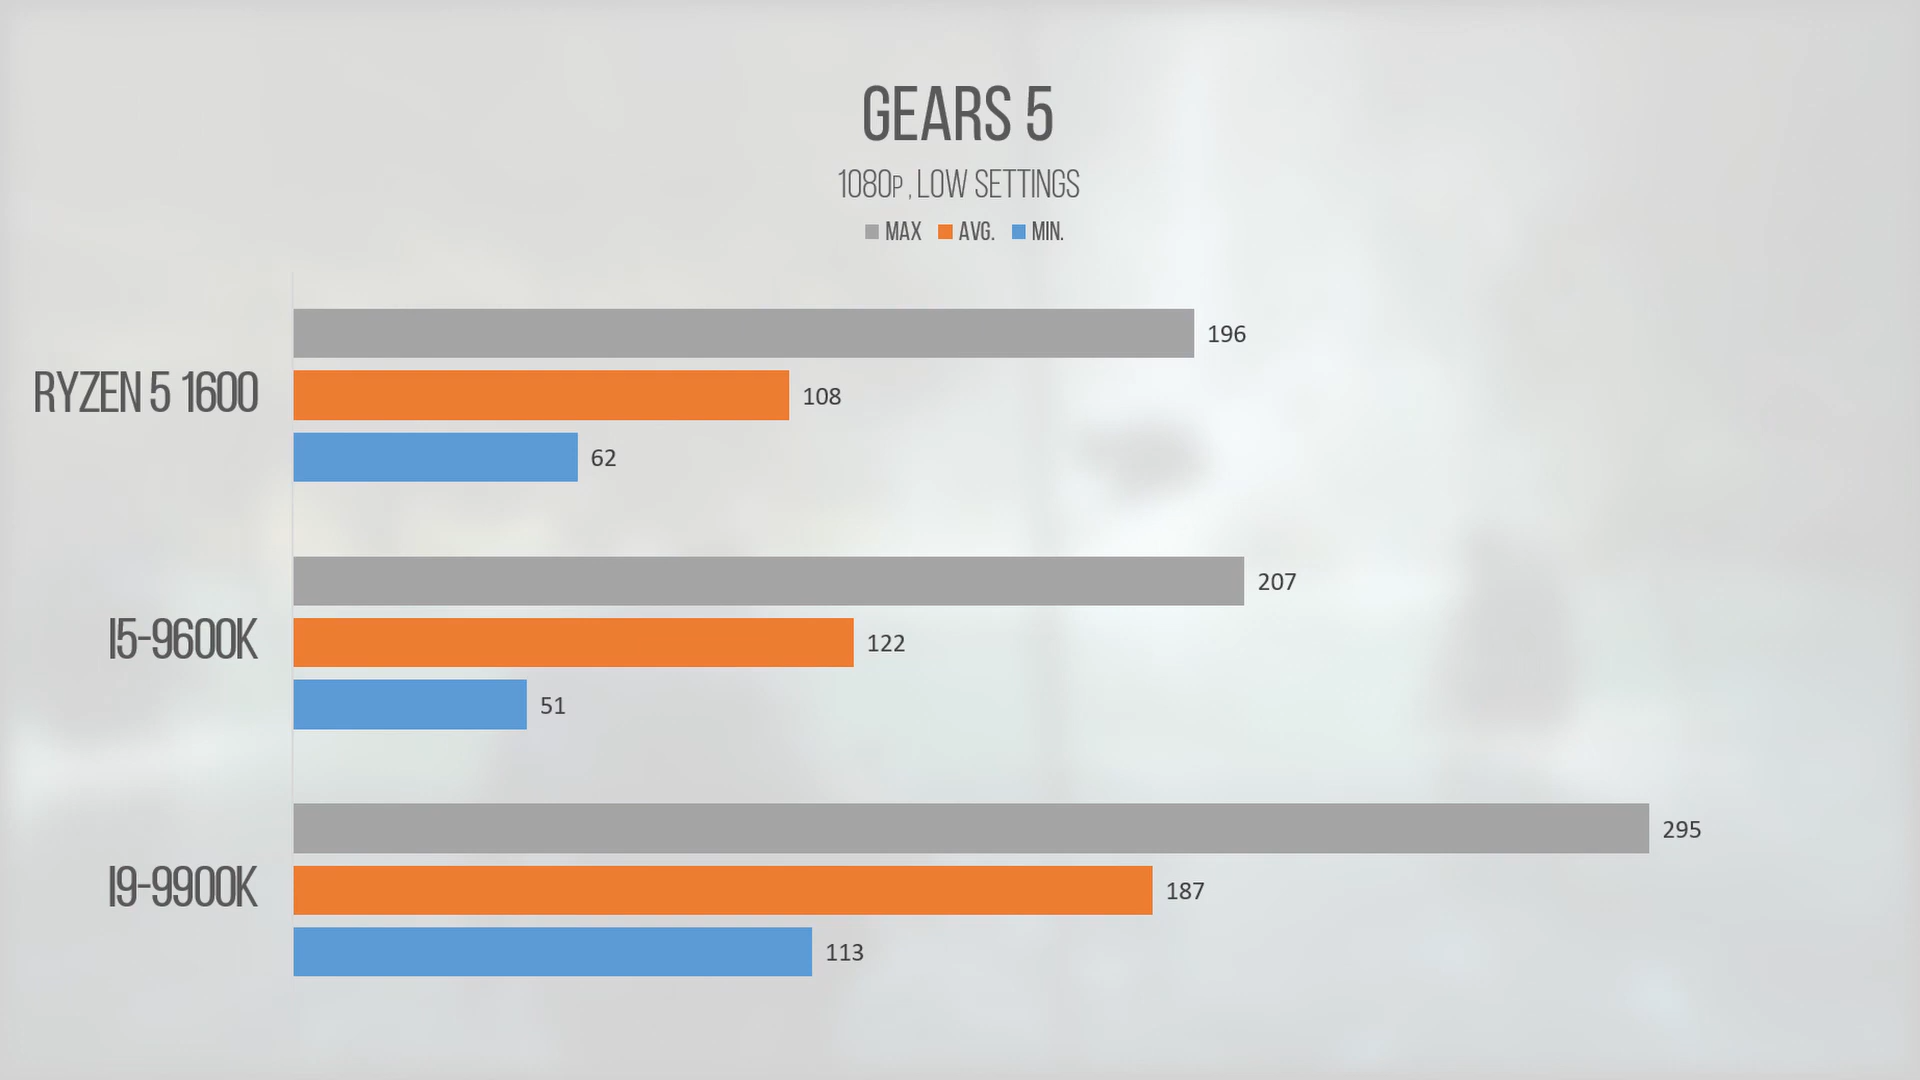 GEARS 5
1080P, LOW SETTINGS
MAX AVG. MIN.
196
RYZEN 5 1600
108
62
207
I5-9600K
122
51
295
I9-9900K
187
113